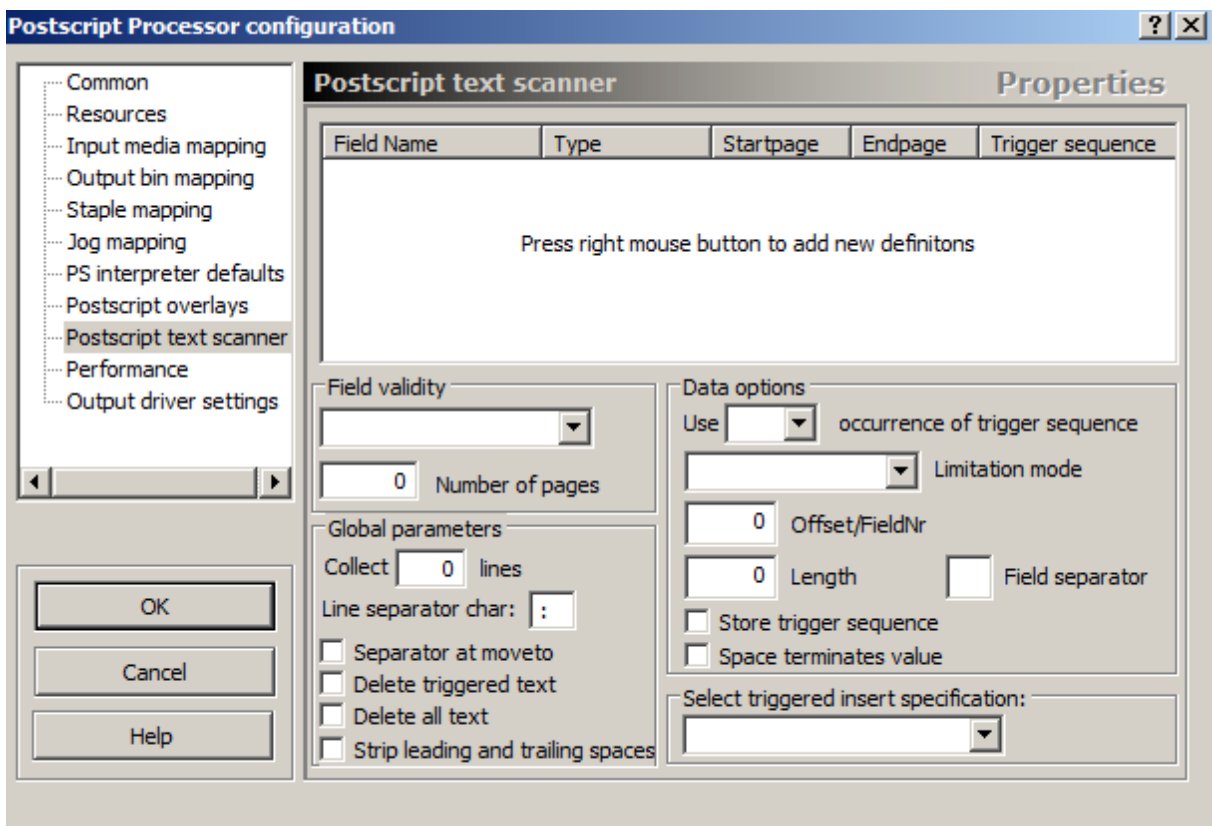 Postscript Processor configuration
Common
Resources
Input media mapping
Output bin mapping
Staple mapping
Jog mapping
PS interpreter defaults
Postscript overlays
Postscript text scanner
Performance
Output driver settings
OK
Cancel
Help
Postscript text scanner Properties
Field Name Type Startpage Endpage Trigger sequence
Press right mouse button to add new definitons
Field validity
0 Number of pages
Global parameters
Collect 0 lines
Line separator char: :
Separator at moveto
Delete triggered text
Delete all text
Strip leading and trailing spaces
Data options
Use occurrence of trigger sequence
Limitation mode
0 Offset/FieldNr
0 Length Field separator
Store trigger sequence
Space terminates value
Select triggered insert specification: